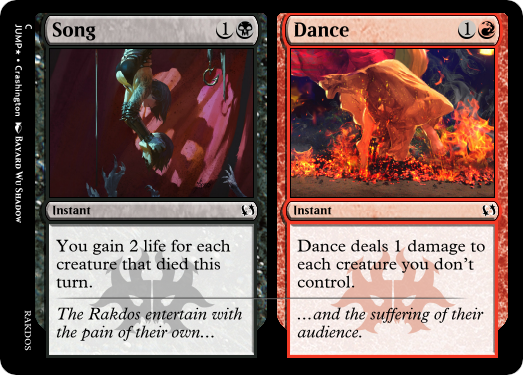 Song 1
Instant
You gain 2 life for each
creature that died this
turn.
The Rakdos entertain with
the pain of their own…
Dance 1
Instant
Dance deals 1 damage to
each creature you don't
control.
…and the suffering of their
audience.
C
JUMP★ • Crashington BAYARD WU SHADOW
RAKDOS